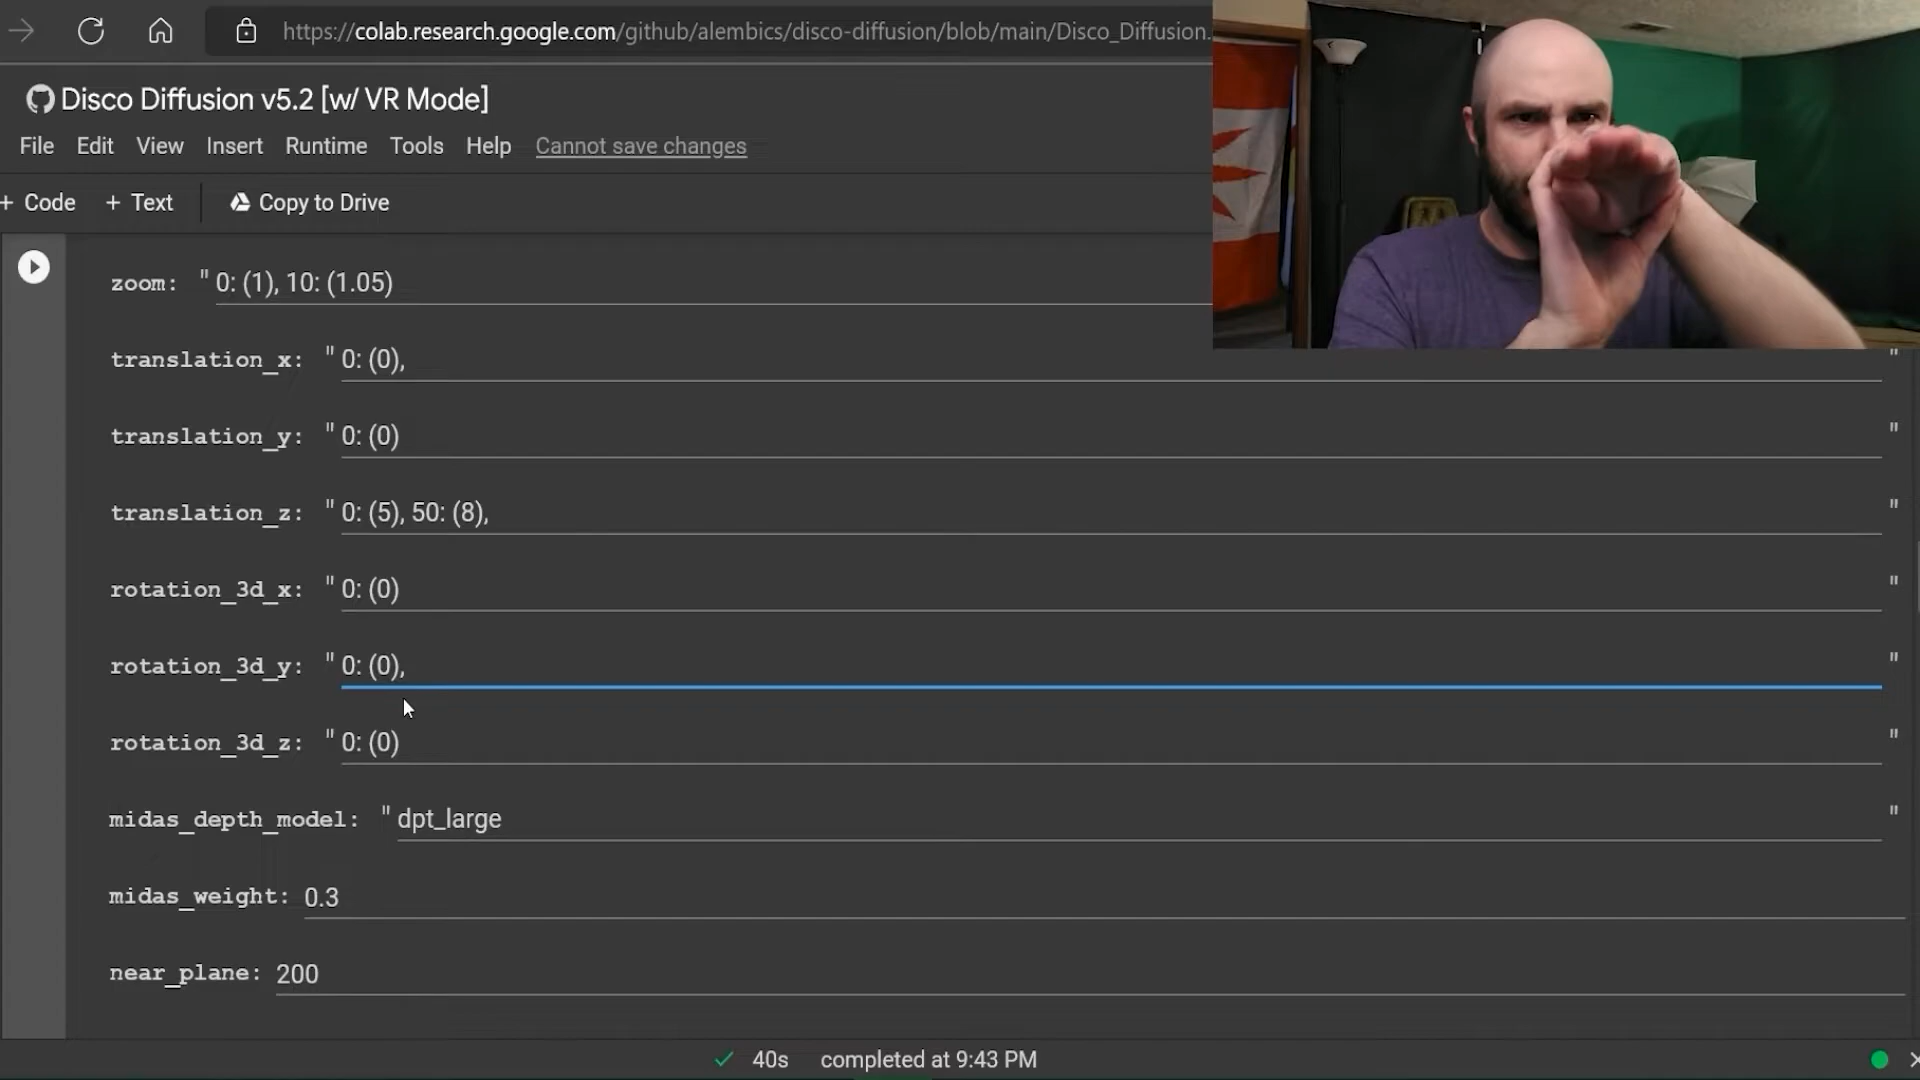 https://colab.research.google.com/github/alembics/disco-diffusion/blob/main/Disco_Diffusion.
Disco Diffusion v5.2 [w/ VR Mode]
File Edit View Insert Runtime Tools Help Cannot save changes
+ Code + Text Copy to Drive
zoom: " 0: (1), 10: (1.05)
translation_x: " 0: (0), "
translation_y: " 0: (0) "
translation_z: " 0: (5), 50: (8), "
rotation_3d_x: " 0: (0) "
rotation_3d_y: " 0: (0), "
rotation_3d_z: " 0: (0) "
midas_depth_model: " dpt_large "
midas_weight: 0.3
near_plane: 200
40s completed at 9:43 PM